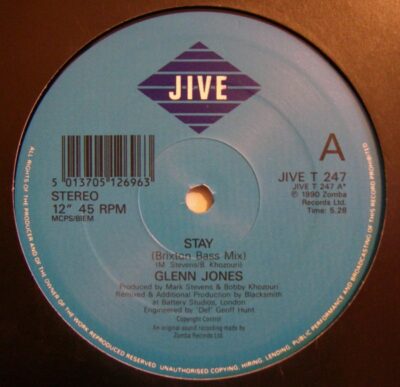 JIVE
A
5 013705 126963
STEREO
12" 45 RPM
MCPS/BIEM
JIVE T 247
JIVE T 247 A*
℗ 1990 Zomba
Records Ltd.
Time: 5.28
STAY
(Brixton Bass Mix)
(M. Stevens/B. Khozouri)
GLENN JONES
Produced by Mark Stevens & Bobby Khozouri
Remixed & Additional Production by Blacksmith
at Battery Studios, London
Engineered by 'Def' Geoff Hunt
Copyright Control
An original sound recording made by
Zomba Records Ltd
ALL RIGHTS OF THE PRODUCER AND OF THE OWNER OF THE WORK REPRODUCED RESERVED. UNAUTHORISED COPYING, HIRING, LENDING, PUBLIC PERFORMANCE AND BROADCASTING OF THIS RECORD PROHIBITED.